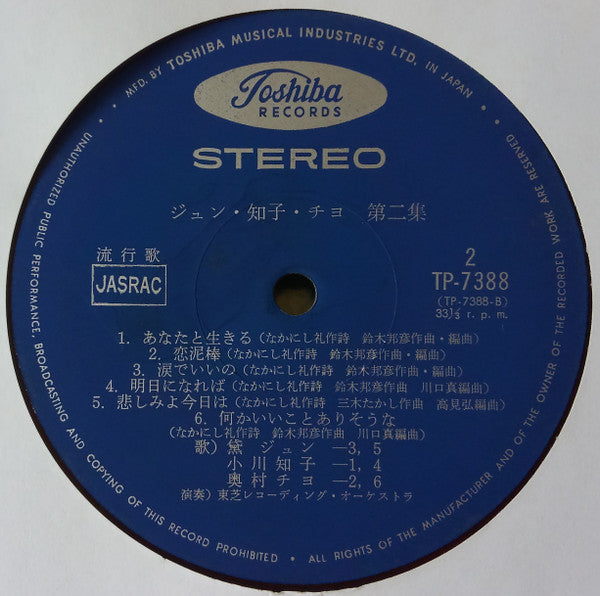 MFD. BY TOSHIBA MUSICAL INDUSTRIES LTD. IN JAPAN.
UNAUTHORIZED PUBLIC PERFORMANCE, BROADCASTING AND COPYING OF THIS RECORD PROHIBITED • ALL RIGHTS OF THE MANUFACTURER AND OF THE OWNER OF THE RECORDED WORK ARE RESERVED
Toshiba
RECORDS
STEREO
ジュン・知子・チヨ 第二集
流行歌
JASRAC
2
TP-7388
(TP-7388-B)
33⅓ r. p. m.
1. あなたと生きる(なかにし礼作詩 鈴木邦彦作曲・編曲)
2. 恋泥棒(なかにし礼作詩 鈴木邦彦作曲・編曲)
3. 涙でいいの(なかにし礼作詩 鈴木邦彦作曲・編曲)
4. 明日になれば(なかにし礼作詩 鈴木邦彦作曲 川口真編曲)
5. 悲しみよ今日は(なかにし礼作詩 三木たかし作曲 高見弘編曲)
6. 何かいいことありそうな
(なかにし礼作詩 鈴木邦彦作曲 川口真編曲)
歌) 黛 ジュン —3, 5
小川知子—1, 4
奥村チヨ—2, 6
演奏) 東芝レコーディング・オーケストラ